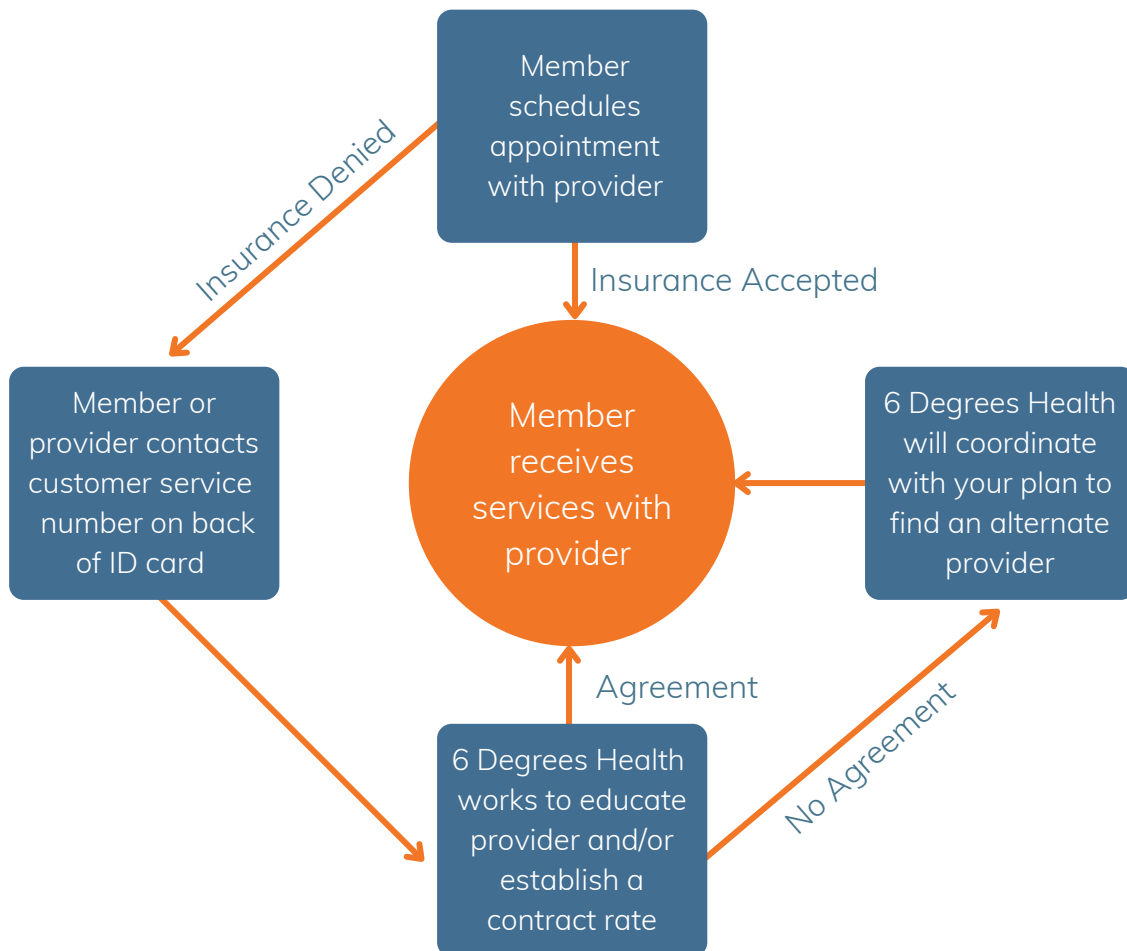 Member
schedules
appointment
with provider
Insurance Denied
Insurance Accepted
Member or
provider contacts
customer service
number on back
of ID card
Member
receives
services with
provider
6 Degrees Health
will coordinate
with your plan to
find an alternate
provider
Agreement
No Agreement
6 Degrees Health
works to educate
provider and/or
establish a
contract rate